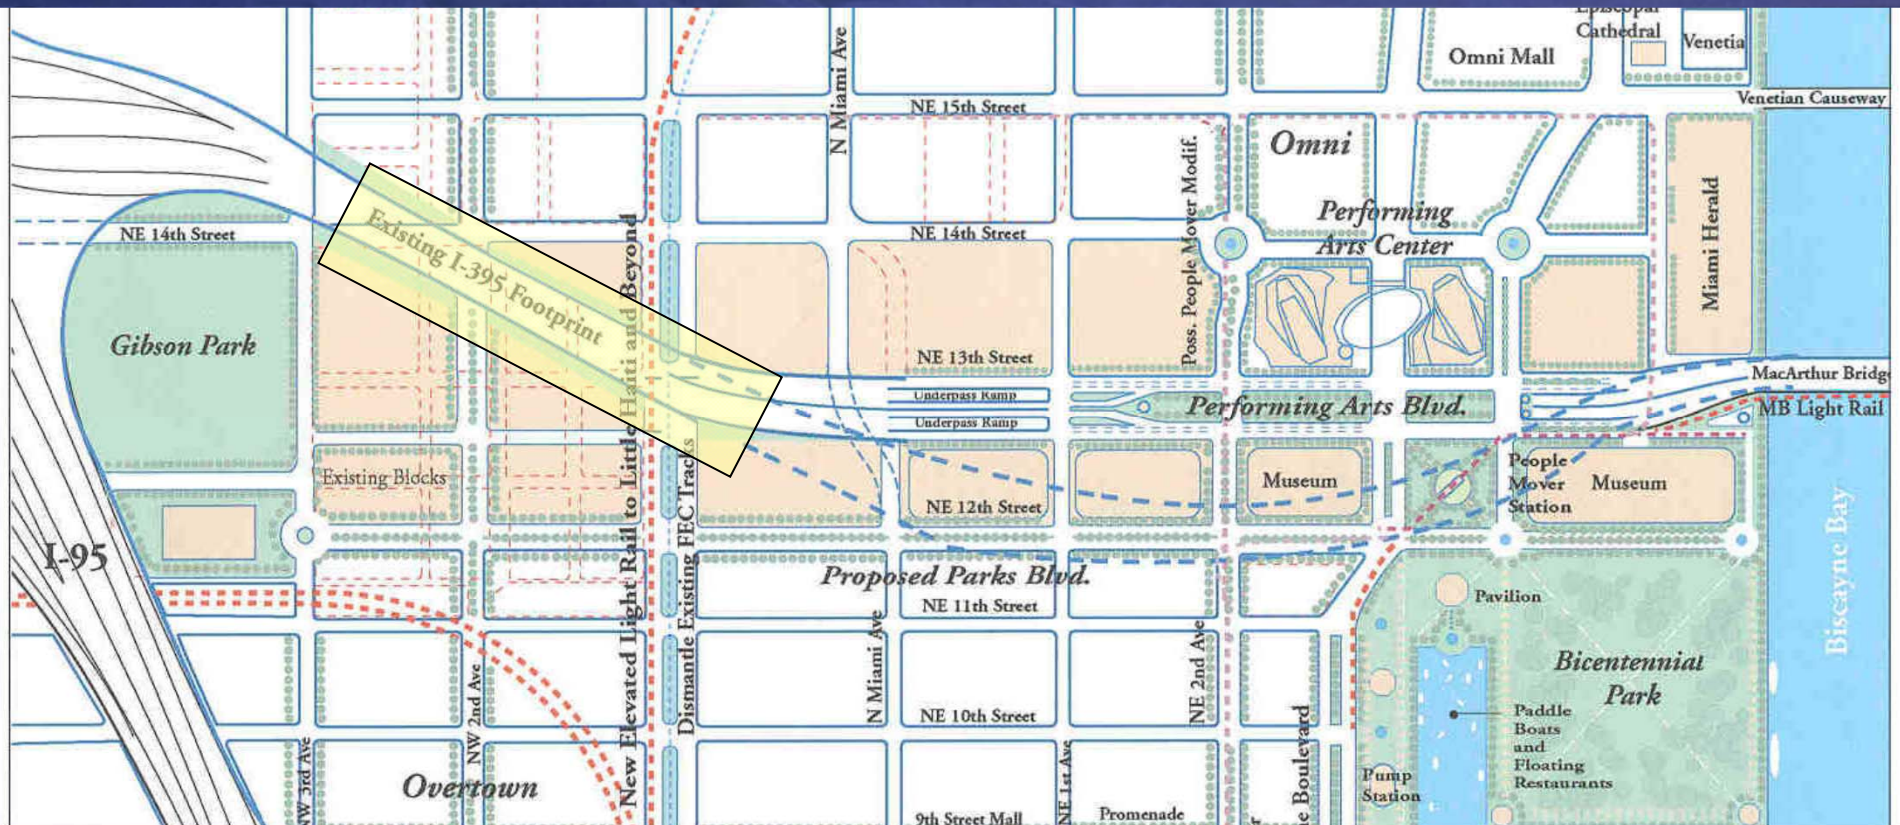 Episcopal
Cathedral
Venetia
Omni Mall
N Miami Ave
NE 15th Street
Venetian Causeway
Omni
Poss. People Mover Modif.
Performing
Arts Center
Miami Herald
NE 14th Street
NE 14th Street
Existing I-395 Footprint
Gibson Park
NE 13th Street
MacArthur Bridge
Underpass Ramp
Underpass Ramp
Performing Arts Blvd.
MB Light Rail
Existing Blocks
Museum
People
Mover
Station
Museum
NE 12th Street
I-95
New Elevated Light Rail to Little Haiti and Beyond
Dismantle Existing FEC Tracks
Proposed Parks Blvd.
Biscayne Bay
Pavilion
NE 11th Street
N Miami Ave
NE 2nd Ave
Bicentennial
Park
NW 2nd Ave
NE 10th Street
Paddle
Boats
and
Floating
Restaurants
NW 3rd Ave
Overtown
NE 1st Ave
e Boulevard
Pump
Station
9th Street Mall
Promenade